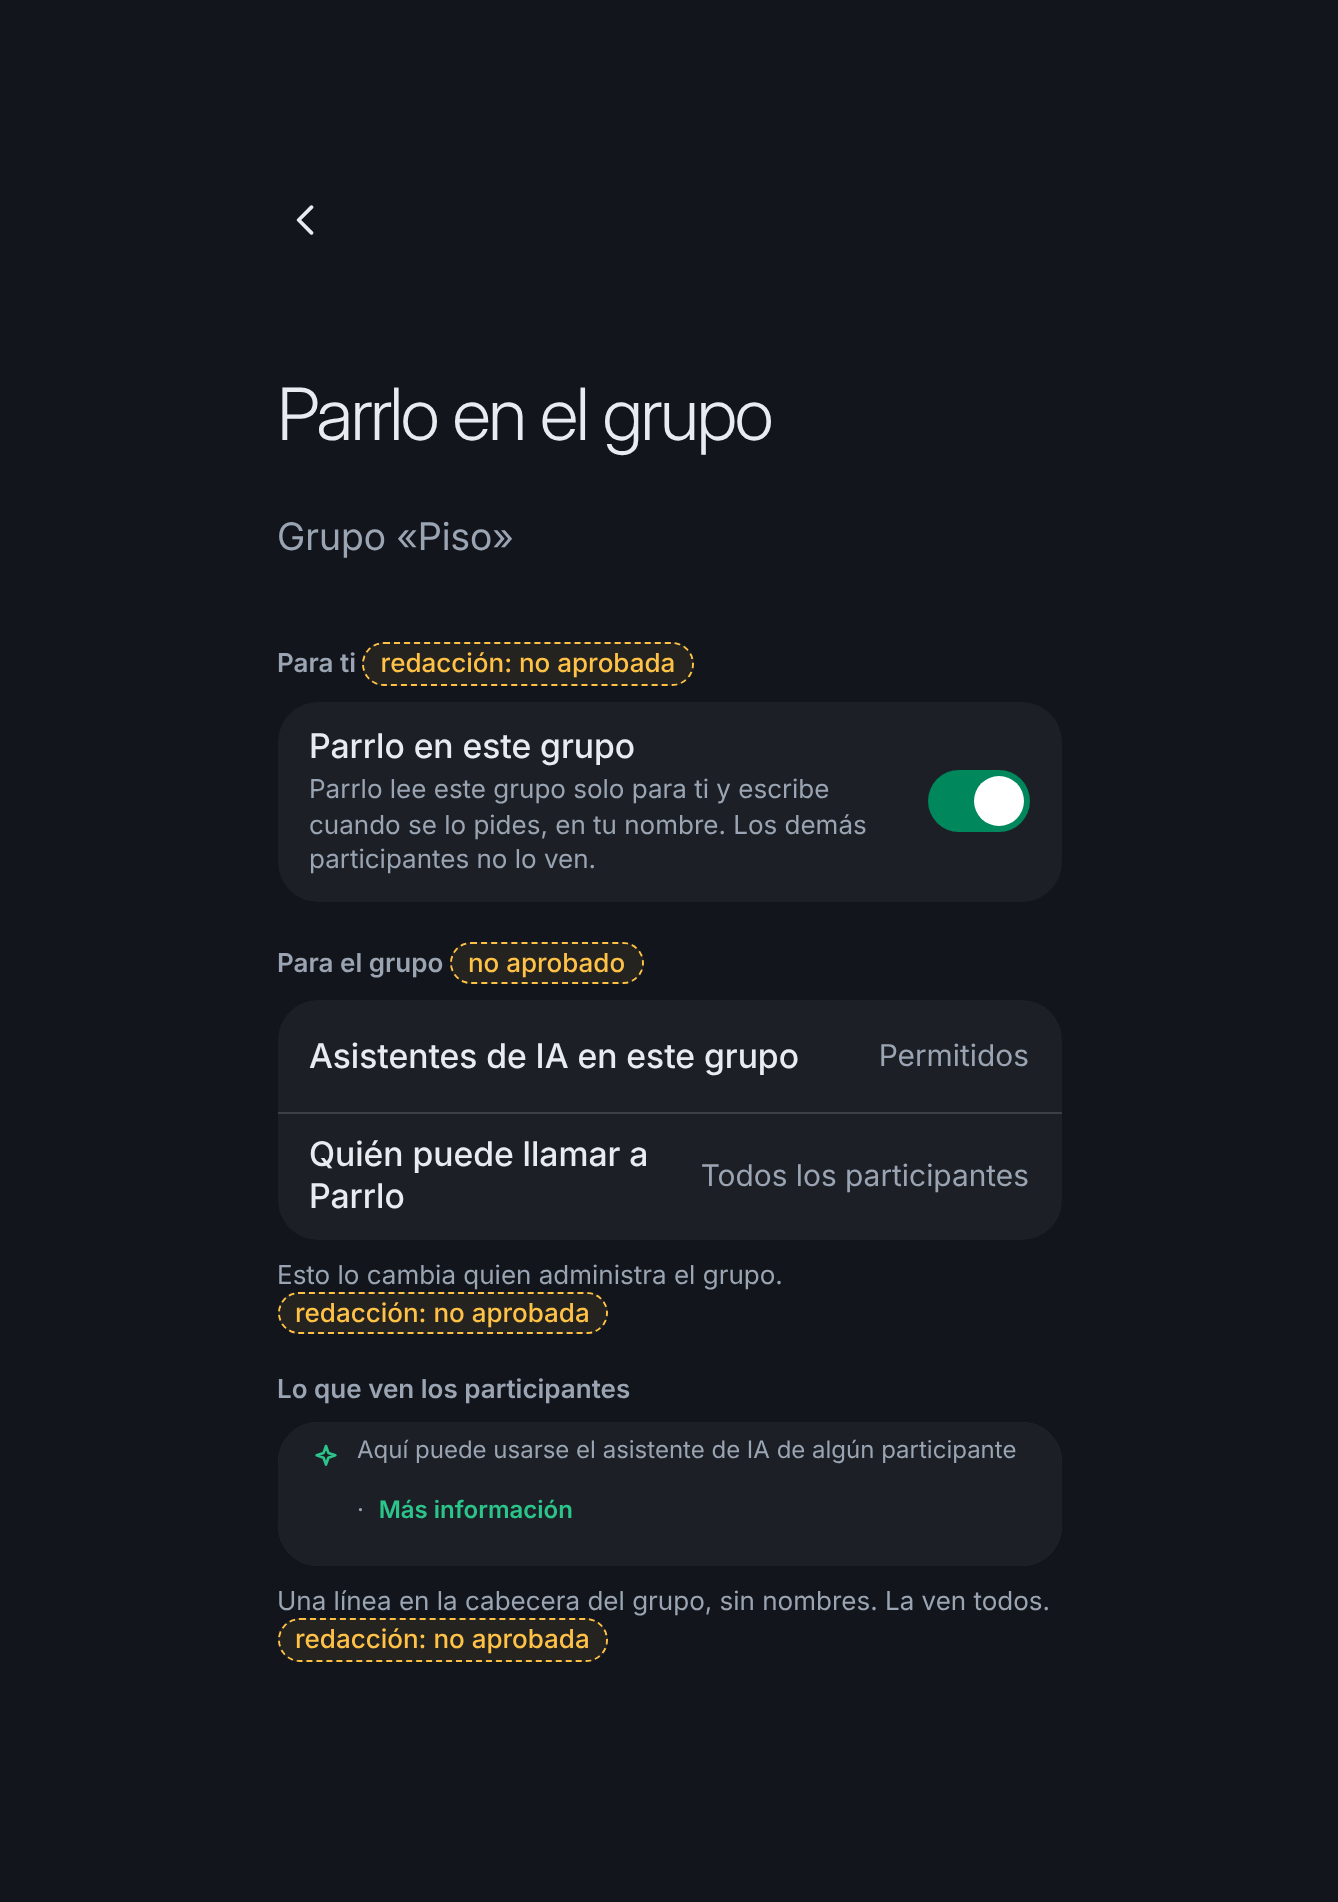 Parrlo en el grupo
Grupo «Piso»
Para ti redacción: no aprobada
Parrlo en este grupo
Parrlo lee este grupo solo para ti y escribe
cuando se lo pides, en tu nombre. Los demás
participantes no lo ven.
Para el grupo no aprobado
Asistentes de IA en este grupo Permitidos
Quién puede llamar a
Parrlo
Todos los participantes
Esto lo cambia quien administra el grupo.
redacción: no aprobada
Lo que ven los participantes
Aquí puede usarse el asistente de IA de algún participante
· Más información
Una línea en la cabecera del grupo, sin nombres. La ven todos.
redacción: no aprobada